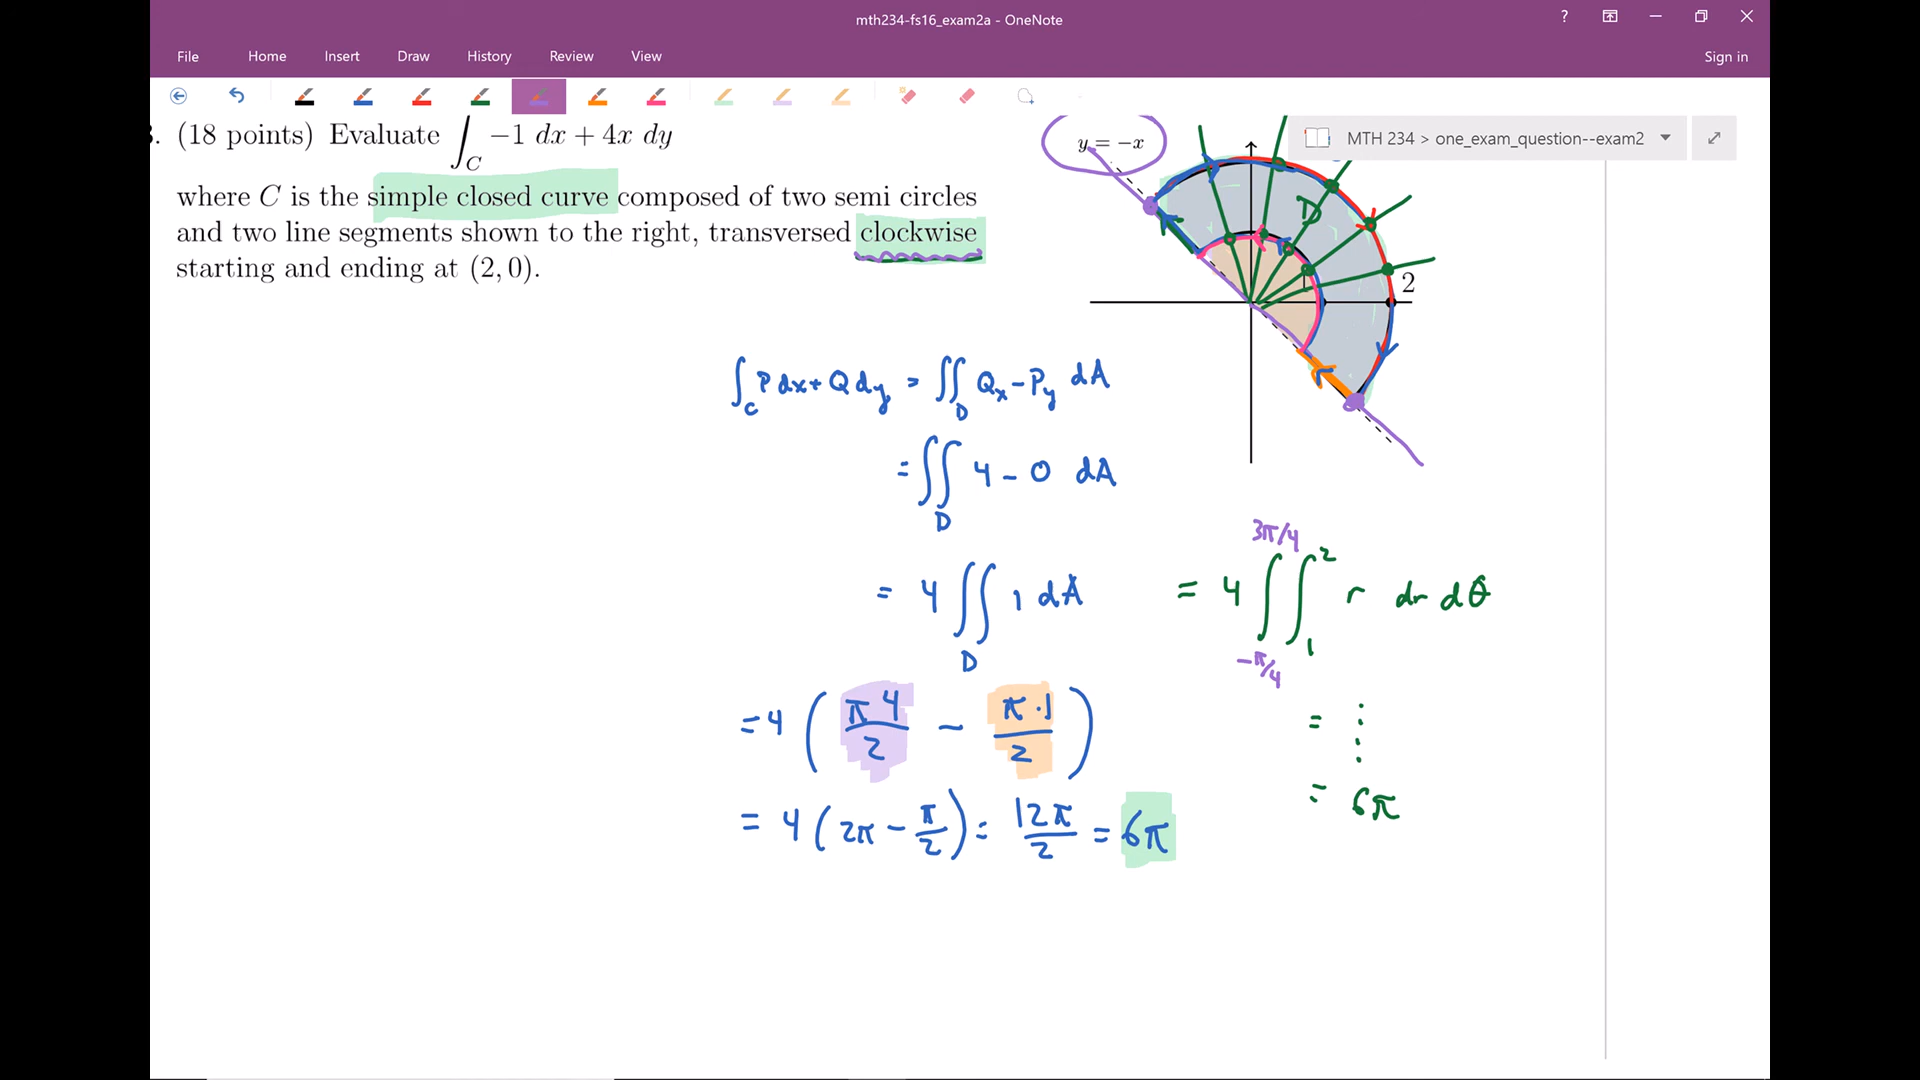 mth234-fs16_exam2a - OneNote
File Home Insert Draw History Review View Sign in
MTH 234 > one_exam_question--exam2
3. (18 points) Evaluate ∫_C −1 dx + 4x dy
where C is the simple closed curve composed of two semi circles
and two line segments shown to the right, transversed clockwise
starting and ending at (2, 0).
y = −x
D
2
∫_C P dx + Q dy = ∬_D Q_x − P_y dA
= ∬_D 4 − 0 dA
= 4 ∬_D 1 dA
= 4 ( π 4 / 2 − π · 1 / 2 )
= 4 ( 2π − π/2 ) = 12π/2 = 6π
= 4 ∫_{-π/4}^{3π/4} ∫_1^2 r dr dθ
= ⋮
= 6π